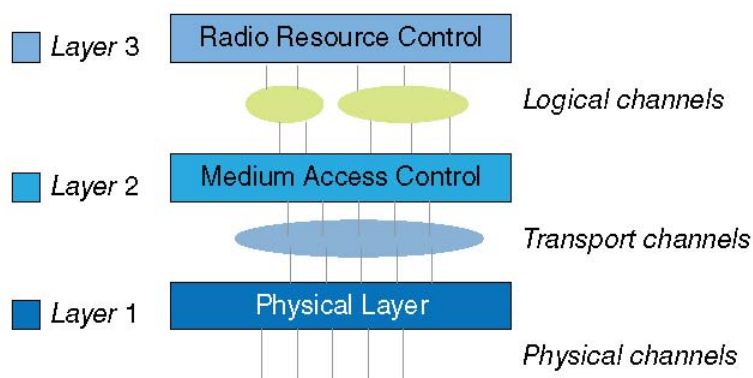 Layer 3
Radio Resource Control
Logical channels
Layer 2
Medium Access Control
Transport channels
Layer 1
Physical Layer
Physical channels